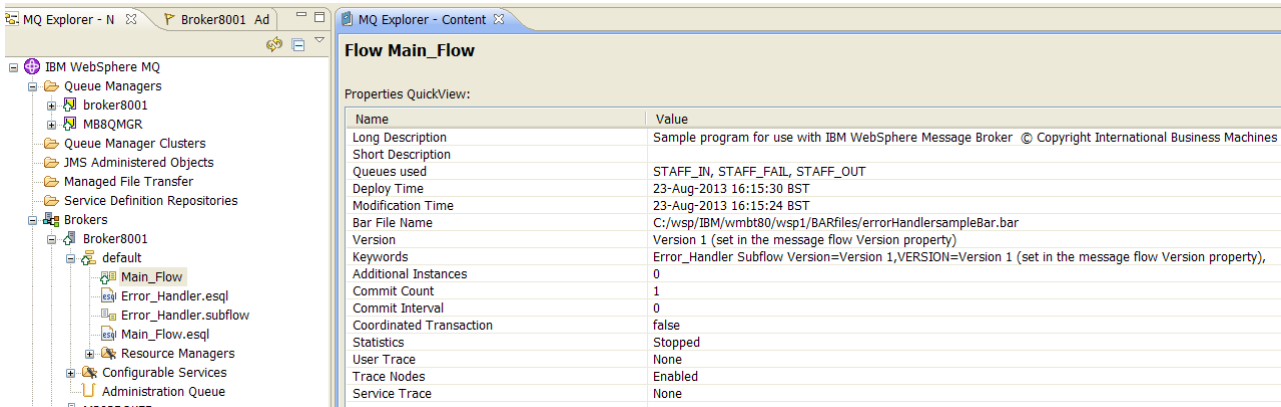 MQ Explorer - N
Broker8001 Ad
MQ Explorer - Content
IBM WebSphere MQ
Queue Managers
broker8001
MB8QMGR
Queue Manager Clusters
JMS Administered Objects
Managed File Transfer
Service Definition Repositories
Brokers
Broker8001
default
Main_Flow
Error_Handler.esql
Error_Handler.subflow
Main_Flow.esql
Resource Managers
Configurable Services
Administration Queue
Flow Main_Flow
Properties QuickView:
Name Value
Long Description Sample program for use with IBM WebSphere Message Broker © Copyright International Business Machines
Short Description
Queues used STAFF_IN, STAFF_FAIL, STAFF_OUT
Deploy Time 23-Aug-2013 16:15:30 BST
Modification Time 23-Aug-2013 16:15:24 BST
Bar File Name C:/wsp/IBM/wmbt80/wsp1/BARfiles/errorHandlersampleBar.bar
Version Version 1 (set in the message flow Version property)
Keywords Error_Handler Subflow Version=Version 1,VERSION=Version 1 (set in the message flow Version property),
Additional Instances 0
Commit Count 1
Commit Interval 0
Coordinated Transaction false
Statistics Stopped
User Trace None
Trace Nodes Enabled
Service Trace None